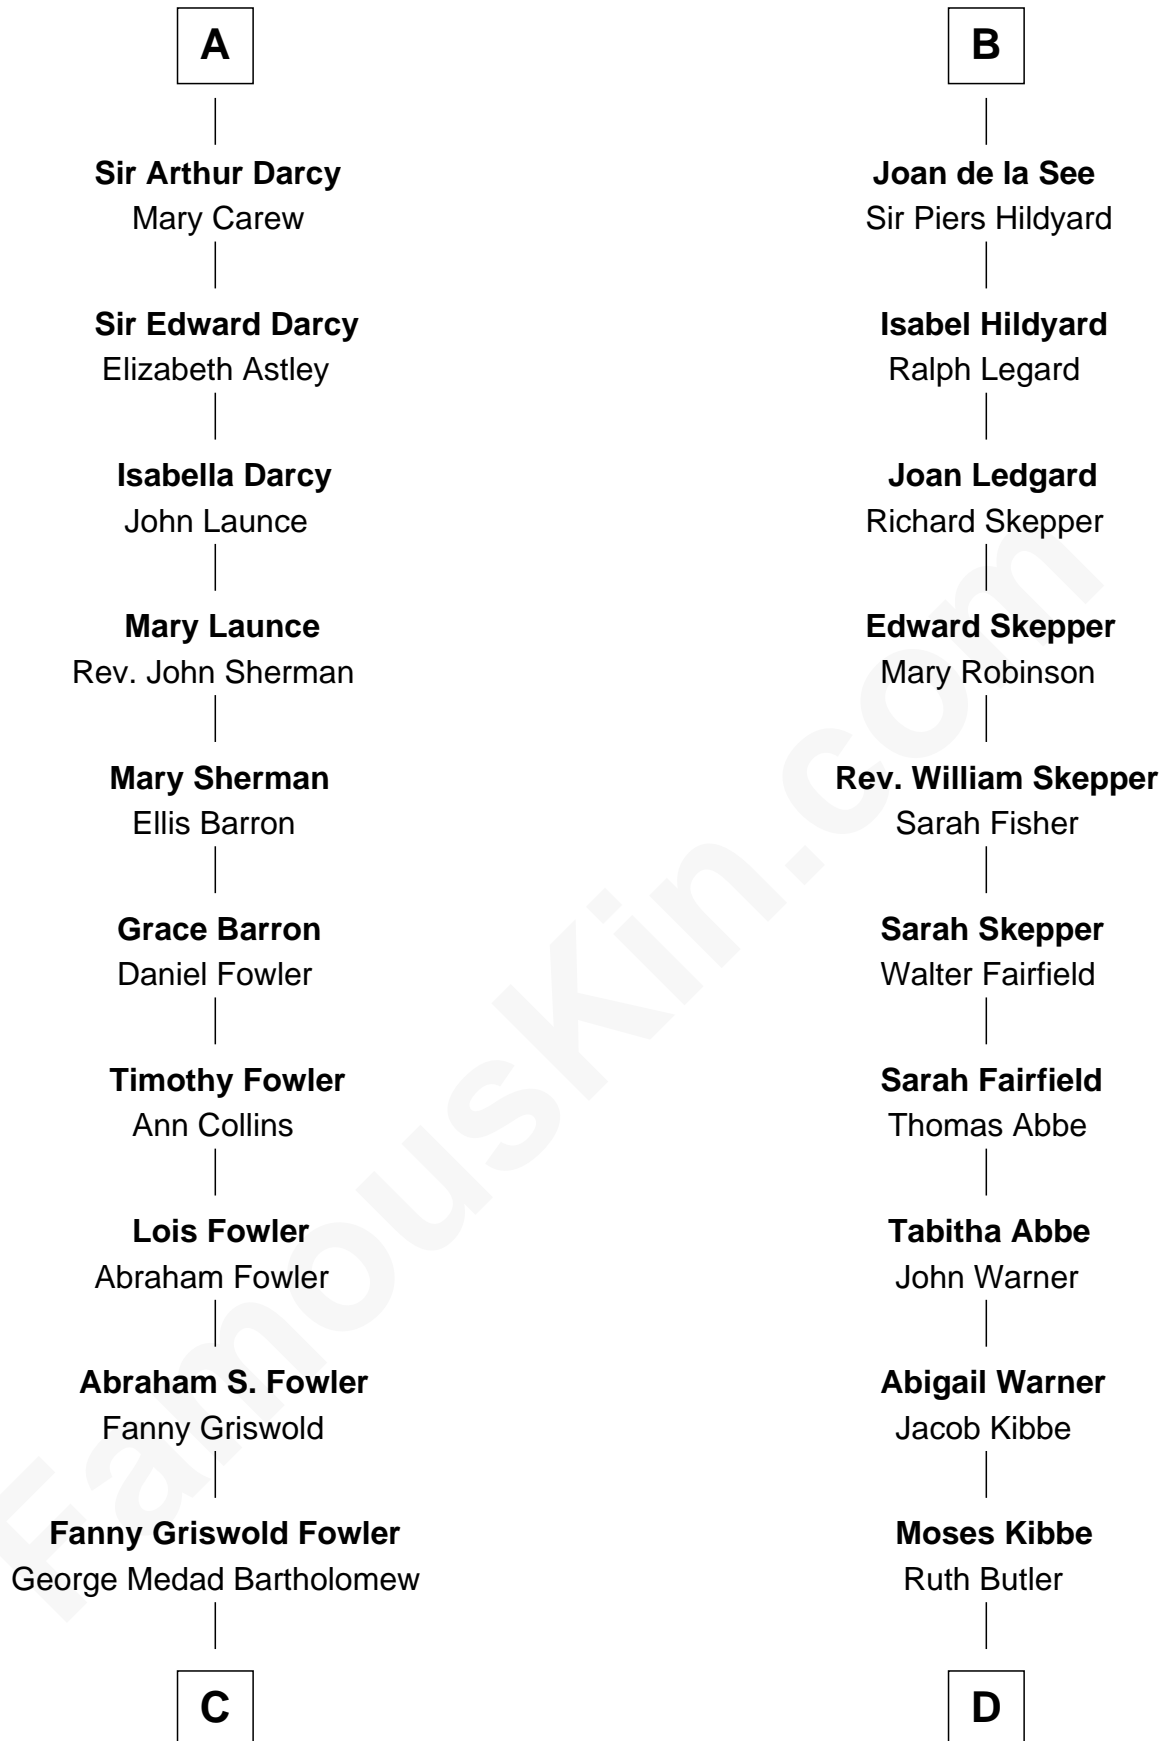 A
Sir Arthur Darcy
Mary Carew
Sir Edward Darcy
Elizabeth Astley
Isabella Darcy
John Launce
Mary Launce
Rev. John Sherman
Mary Sherman
Ellis Barron
Grace Barron
Daniel Fowler
Timothy Fowler
Ann Collins
Lois Fowler
Abraham Fowler
Abraham S. Fowler
Fanny Griswold
Fanny Griswold Fowler
George Medad Bartholomew
C
B
Joan de la See
Sir Piers Hildyard
Isabel Hildyard
Ralph Legard
Joan Ledgard
Richard Skepper
Edward Skepper
Mary Robinson
Rev. William Skepper
Sarah Fisher
Sarah Skepper
Walter Fairfield
Sarah Fairfield
Thomas Abbe
Tabitha Abbe
John Warner
Abigail Warner
Jacob Kibbe
Moses Kibbe
Ruth Butler
D
FamousKin.com